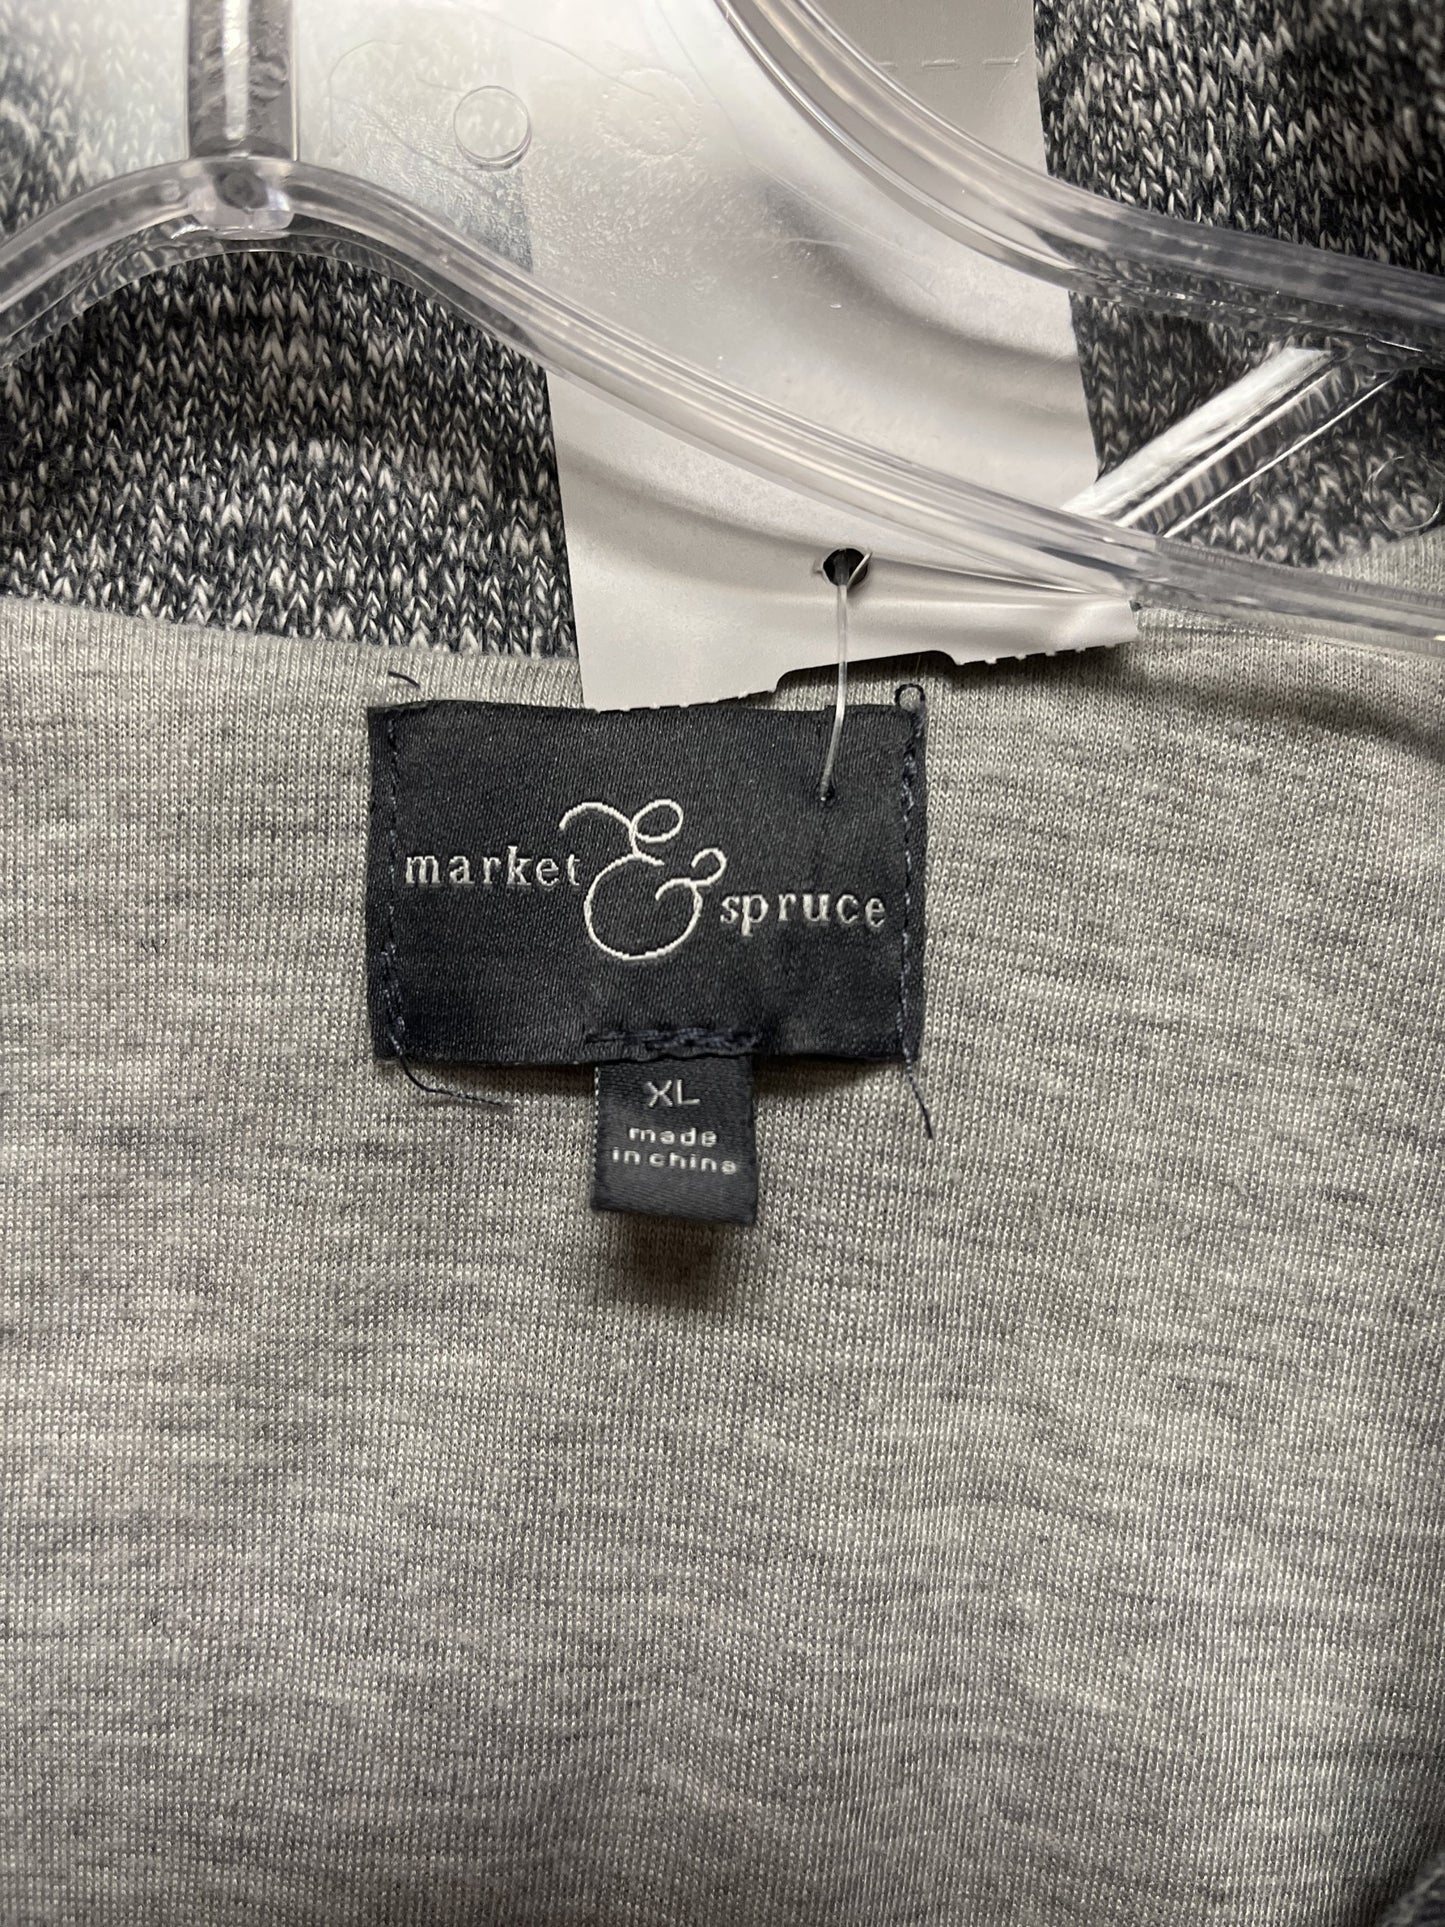 market & spruce
XL
made
in china